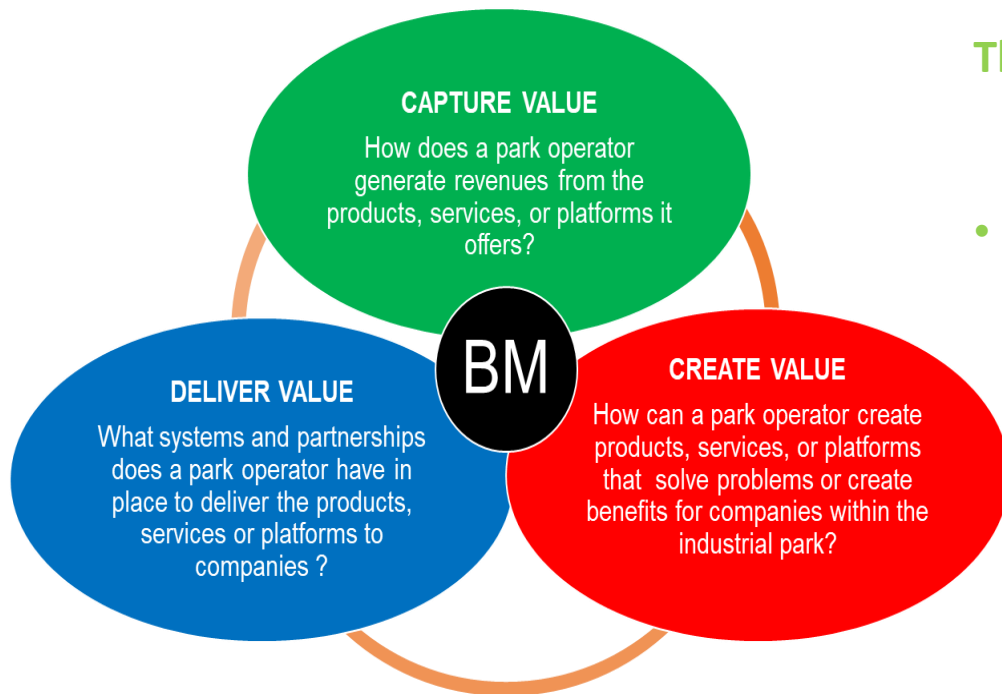 Tl
CAPTURE VALUE
How does a park operator
generate revenues from the
products, services, or platforms it
offers?
•
BM
DELIVER VALUE
What systems and partnerships
does a park operator have in
place to deliver the products,
services or platforms to
companies ?
CREATE VALUE
How can a park operator create
products, services, or platforms
that  solve problems or create
benefits for companies within the
industrial park?